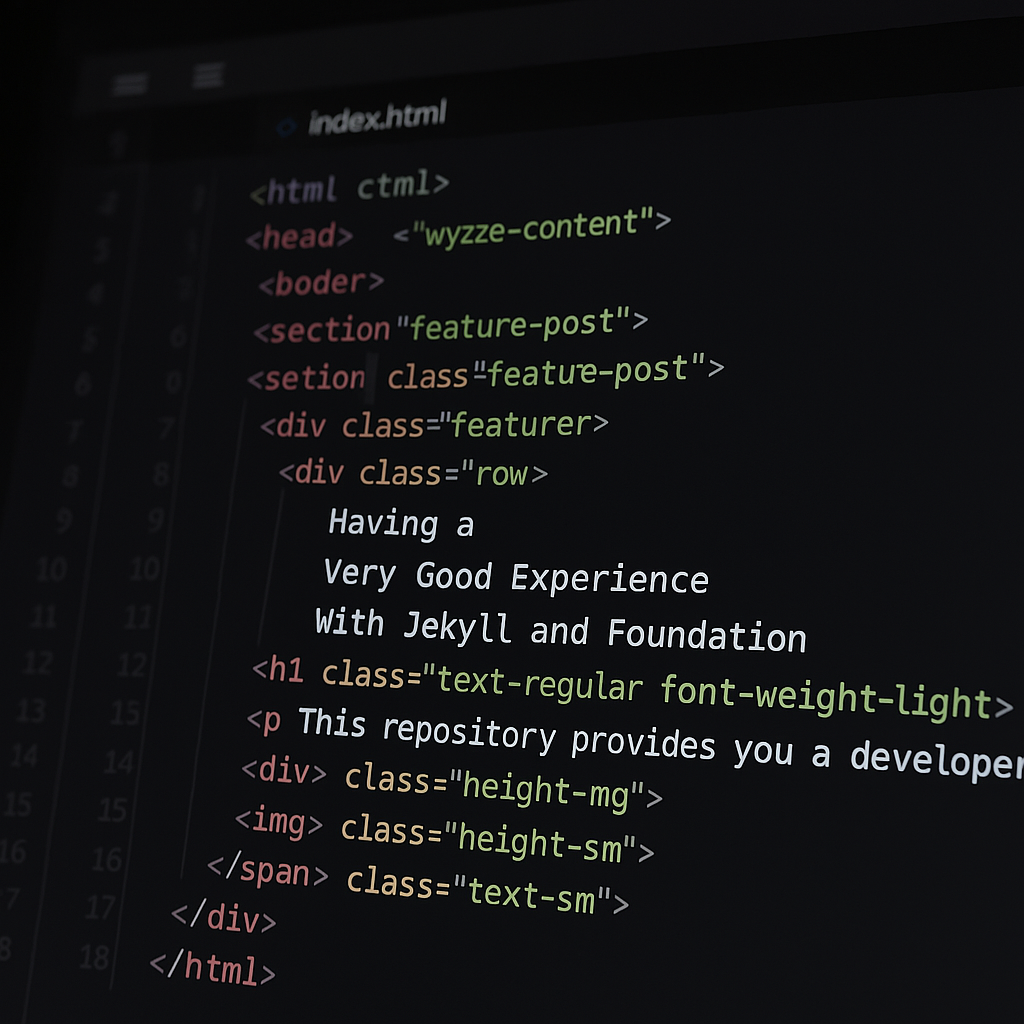 index.html
<html ctml>
<head> <"wyzze-content">
<boder>
<section"feature-post">
<setion class"feature-post">
<div class="featurer>
<div class="row>
Having a
Very Good Experience
With Jekyll and Foundation
<h1 class="text-regular font-weight-light>
<p This repository provides you a developer
<div> class="height-mg">
<img> class="height-sm">
</span> class="text-sm">
</div>
</html>